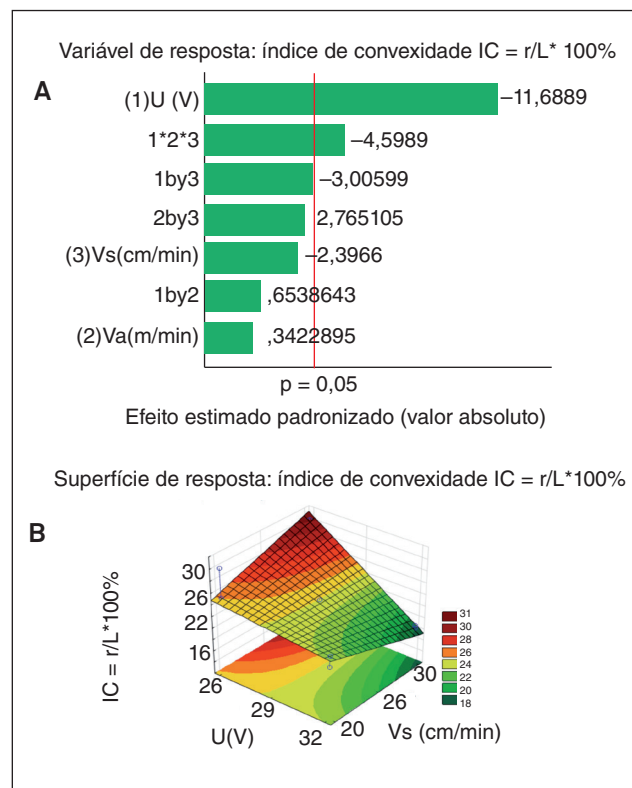 Variável de resposta: índice de convexidade IC = r/L* 100%
A
(1)U (V)
–11,6889
1*2*3
–4,5989
1by3
–3,00599
2by3
2,765105
(3)Vs(cm/min)
–2,3966
1by2
,6538643
(2)Va(m/min)
,3422895
p = 0,05
Efeito estimado padronizado (valor absoluto)
Superfície de resposta: índice de convexidade IC = r/L*100%
B
IC = r/L*100%
30
26
22
16
26
29
32
U(V)
20
26
30
Vs (cm/min)
31
30
28
26
24
22
20
18